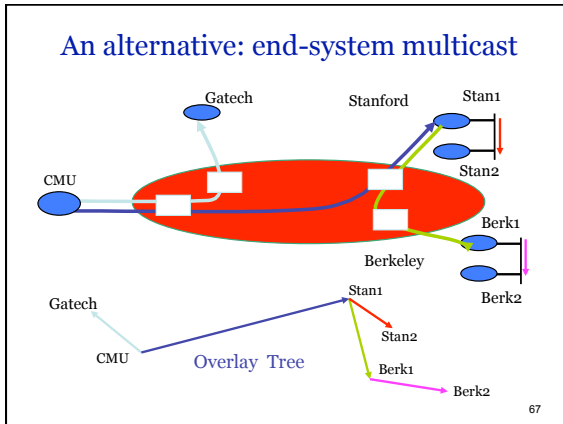 An alternative: end-system multicast
Gatech
Stanford
Stan1
Stan2
CMU
Berk1
Berkeley
Berk2
Stan1
Gatech
Stan2
CMU
Overlay Tree
Berk1
Berk2
67